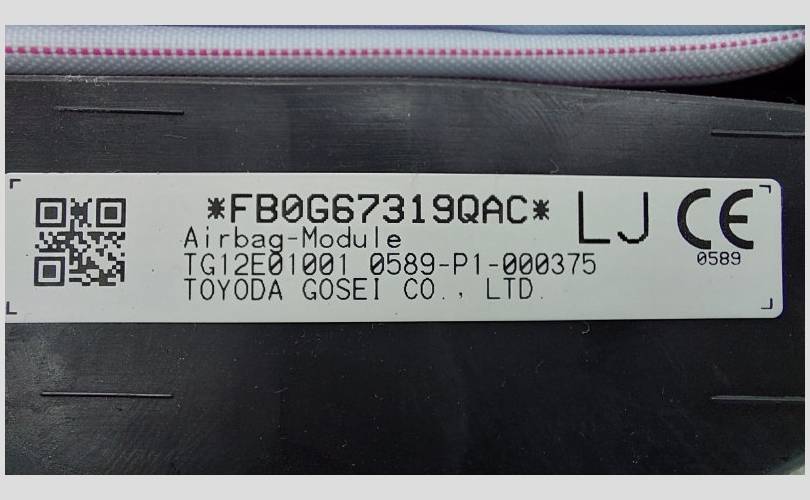 *FB0G67319QAC*
LJ
CE
0589
Airbag-Module
TG12E01001 0589-P1-000375
TOYODA GOSEI CO., LTD.